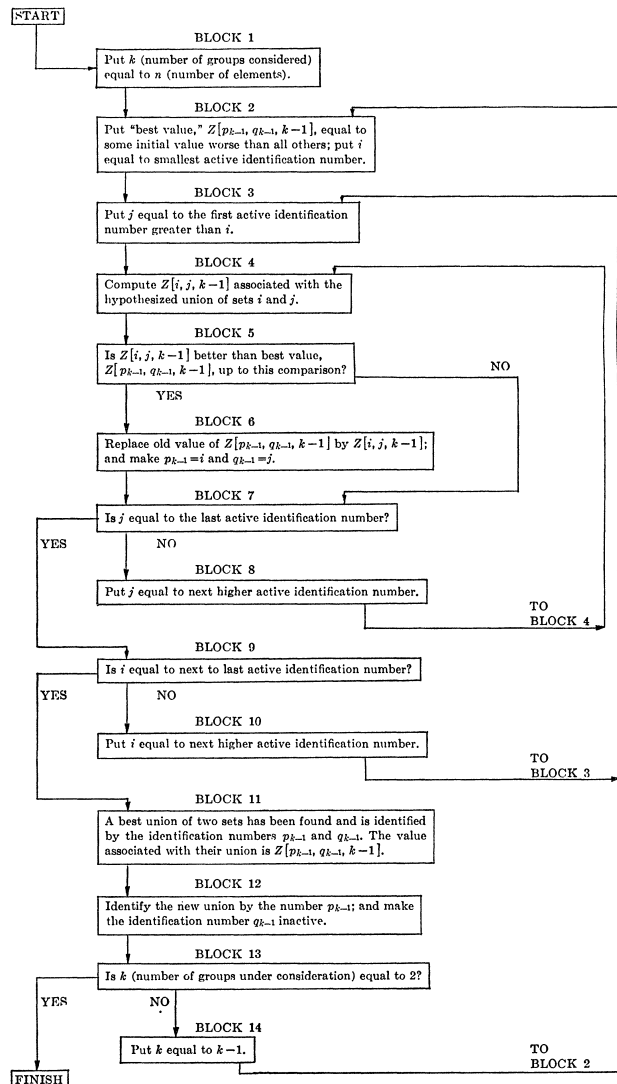 START
BLOCK 1
Put k (number of groups considered)
equal to n (number of elements).
BLOCK 2
Put "best value," Z[p_{k-1}, q_{k-1}, k-1], equal to
some initial value worse than all others; put i
equal to smallest active identification number.
BLOCK 3
Put j equal to the first active identification
number greater than i.
BLOCK 4
Compute Z[i, j, k-1] associated with the
hypothesized union of sets i and j.
BLOCK 5
Is Z[i, j, k-1] better than best value,
Z[p_{k-1}, q_{k-1}, k-1], up to this comparison?
NO
YES
BLOCK 6
Replace old value of Z[p_{k-1}, q_{k-1}, k-1] by Z[i, j, k-1];
and make p_{k-1}=i and q_{k-1}=j.
BLOCK 7
Is j equal to the last active identification number?
YES
NO
BLOCK 8
Put j equal to next higher active identification number.
TO
BLOCK 4
BLOCK 9
Is i equal to next to last active identification number?
YES
NO
BLOCK 10
Put i equal to next higher active identification number.
TO
BLOCK 3
BLOCK 11
A best union of two sets has been found and is identified
by the identification numbers p_{k-1} and q_{k-1}. The value
associated with their union is Z[p_{k-1}, q_{k-1}, k-1].
BLOCK 12
Identify the new union by the number p_{k-1}; and make
the identification number q_{k-1} inactive.
BLOCK 13
Is k (number of groups under consideration) equal to 2?
YES
NO
BLOCK 14
Put k equal to k-1.
TO
BLOCK 2
FINISH